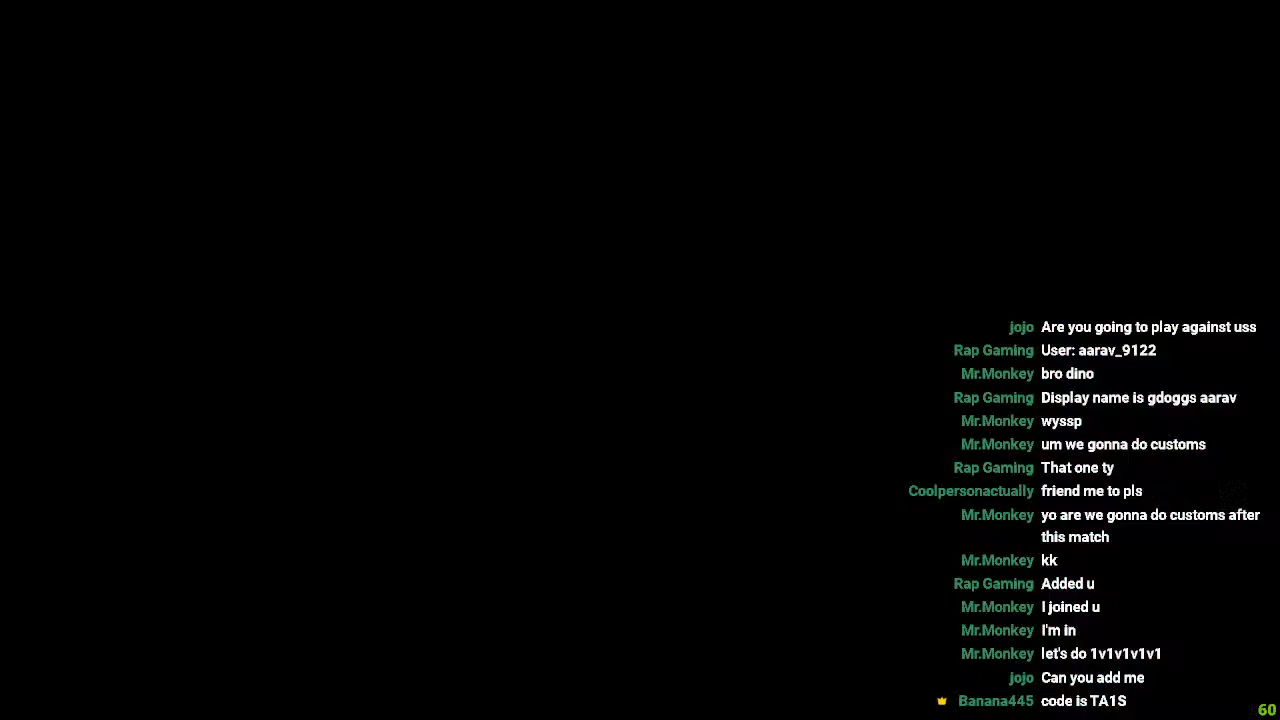 jojo Are you going to play against uss
Rap Gaming User: aarav_9122
Mr.Monkey bro dino
Rap Gaming Display name is gdoggs aarav
Mr.Monkey wyssp
Mr.Monkey um we gonna do customs
Rap Gaming That one ty
Coolpersonactually friend me to pls
Mr.Monkey yo are we gonna do customs after
this match
Mr.Monkey kk
Rap Gaming Added u
Mr.Monkey I joined u
Mr.Monkey I'm in
Mr.Monkey let's do 1v1v1v1v1
jojo Can you add me
Banana445 code is TA1S
60